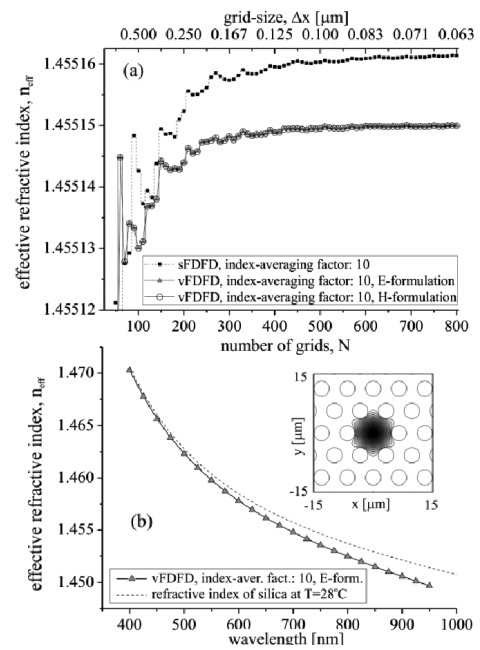 grid-size, Δx [μm]
0.500 0.250 0.167 0.125 0.100 0.083 0.071 0.063
effective refractive index, n_eff
1.45516
1.45515
1.45514
1.45513
1.45512
(a)
sFDFD, index-averaging factor: 10
vFDFD, index-averaging factor: 10, E-formulation
vFDFD, index-averaging factor: 10, H-formulation
100 200 300 400 500 600 700 800
number of grids, N
effective refractive index, n_eff
1.470
1.465
1.460
1.455
1.450
15
y [μm]
-15
-15 x [μm] 15
(b)
vFDFD, index-aver. fact.: 10, E-form.
refractive index of silica at T=28°C
400 500 600 700 800 900 1000
wavelength [nm]